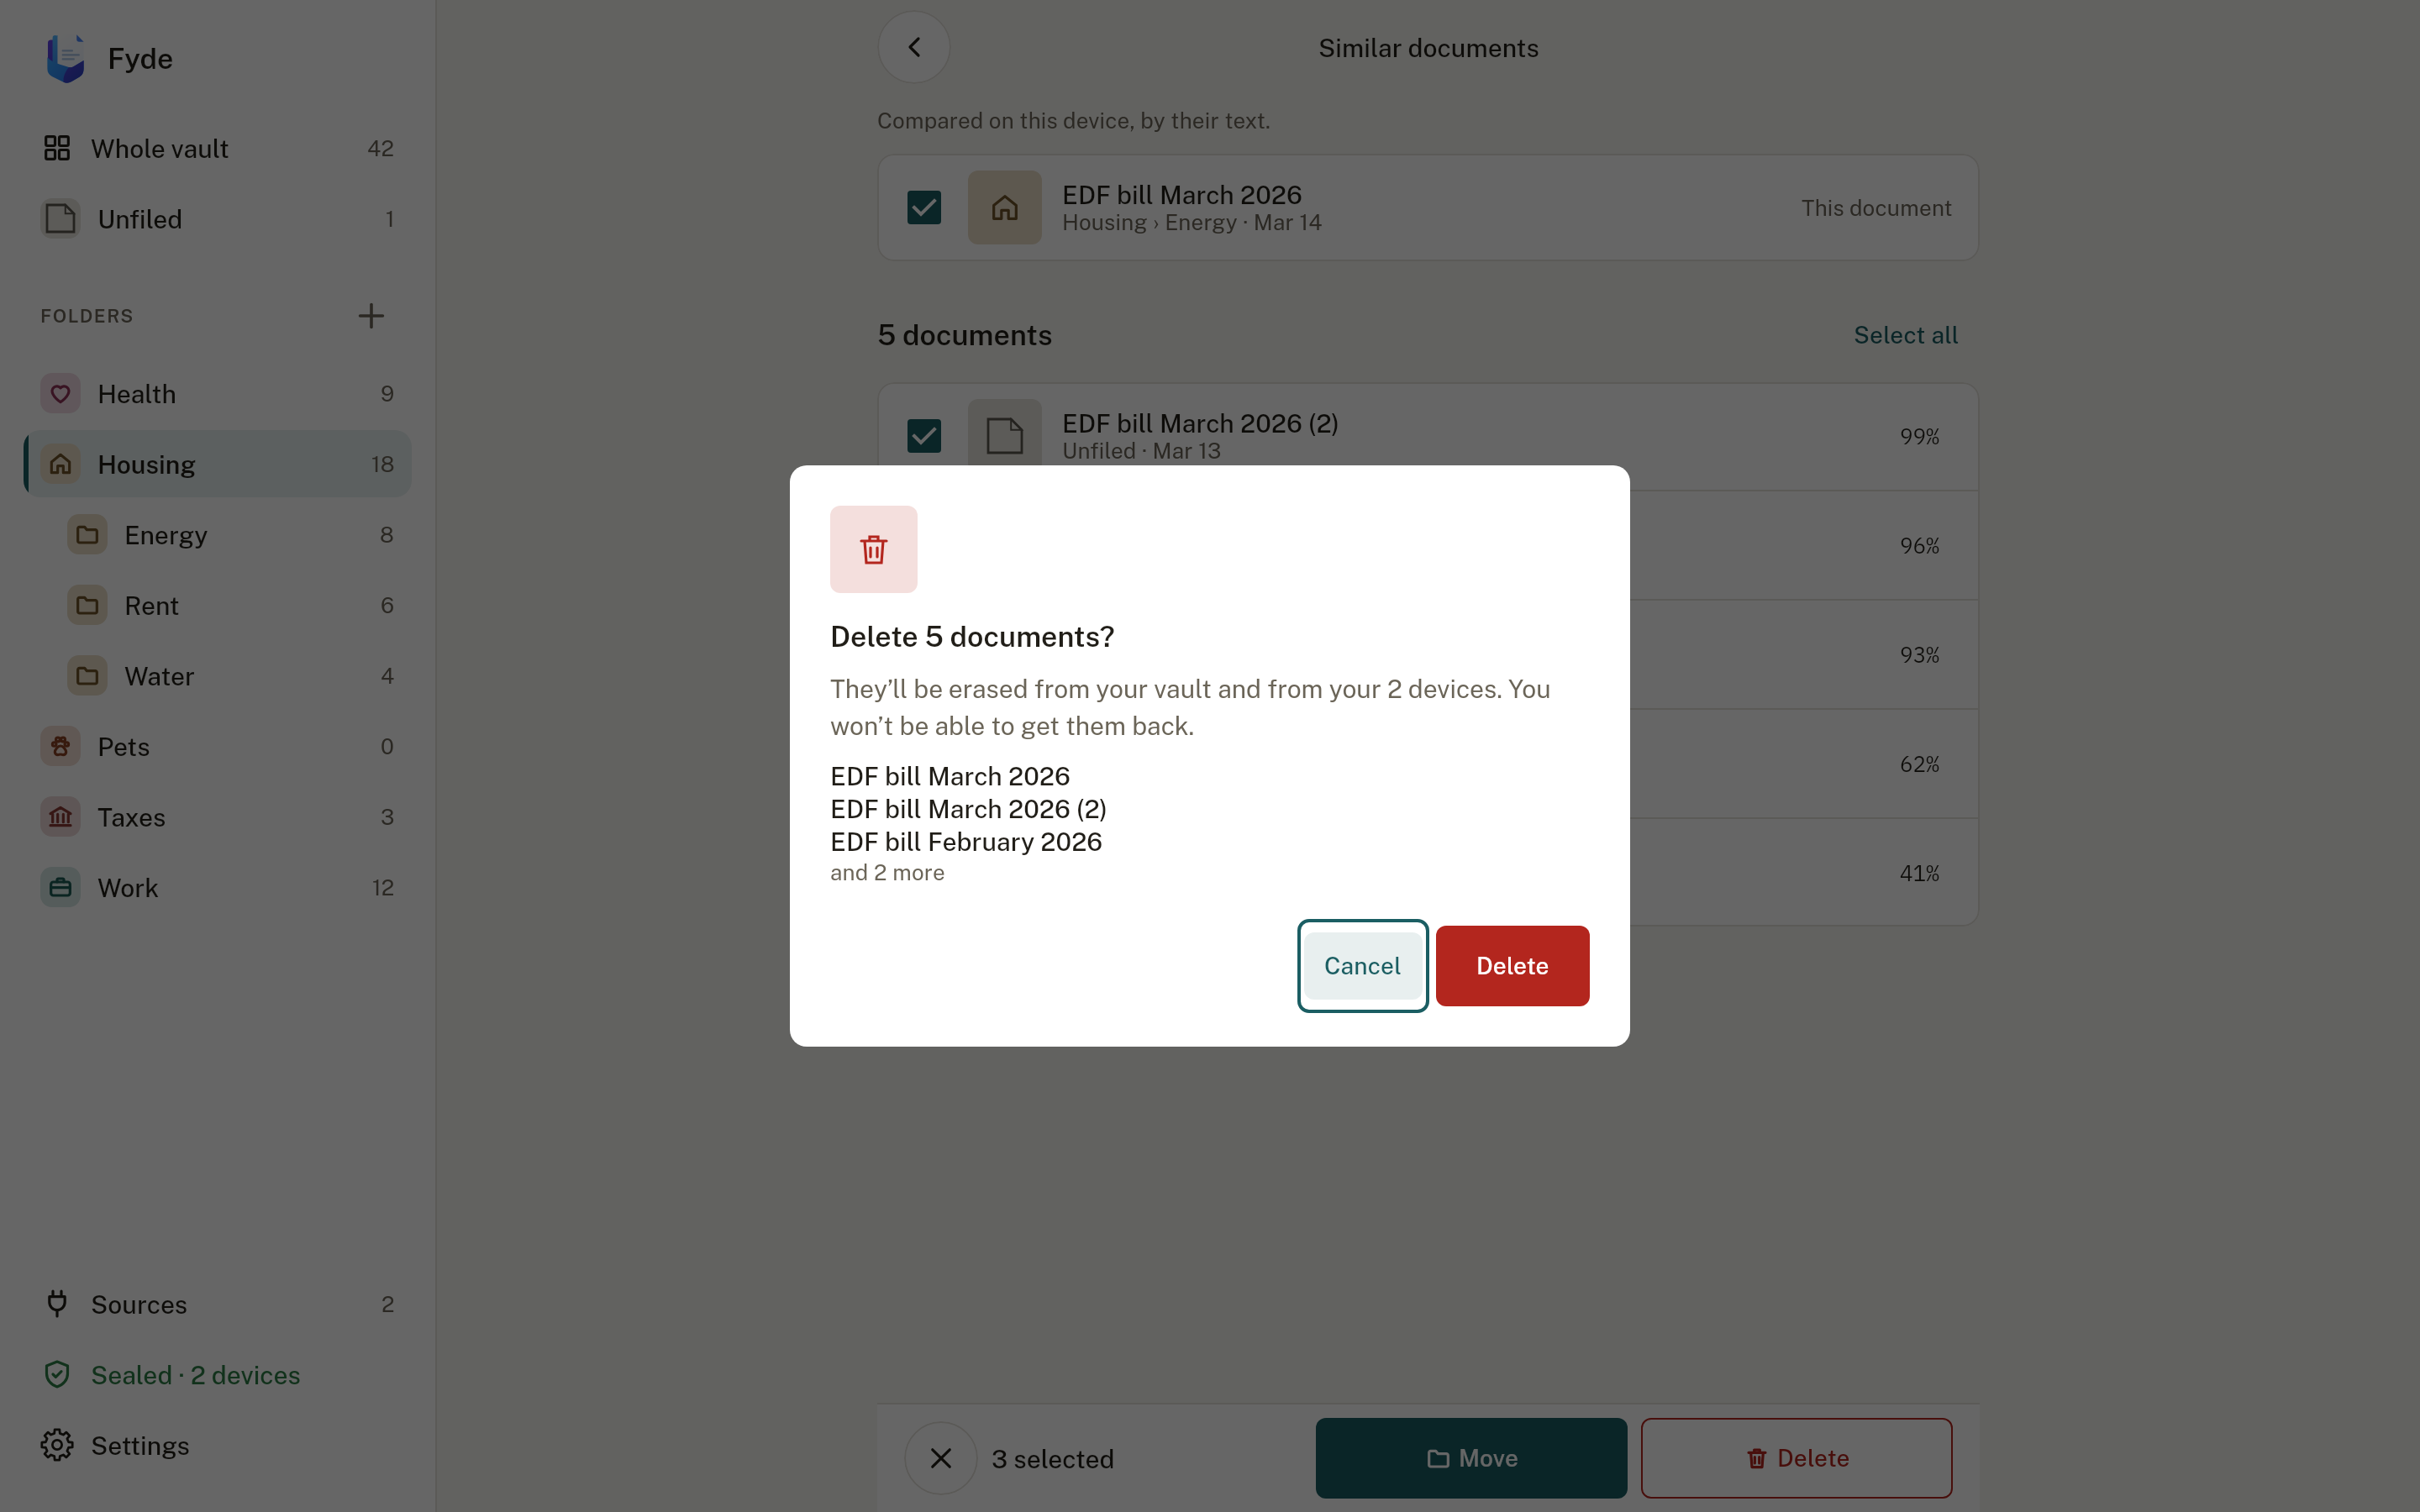 Fyde
Whole vault 42
Unfiled 1
FOLDERS
Health 9
Housing 18
Energy 8
Rent 6
Water 4
Pets 0
Taxes 3
Work 12
Sources 2
Sealed · 2 devices
Settings
Similar documents
Compared on this device, by their text.
EDF bill March 2026
Housing › Energy · Mar 14
This document
5 documents
Select all
EDF bill March 2026 (2)
Unfiled · Mar 13
99%
96%
93%
62%
41%
Delete 5 documents?
They’ll be erased from your vault and from your 2 devices. You
won’t be able to get them back.
EDF bill March 2026
EDF bill March 2026 (2)
EDF bill February 2026
and 2 more
Cancel
Delete
3 selected
Move
Delete